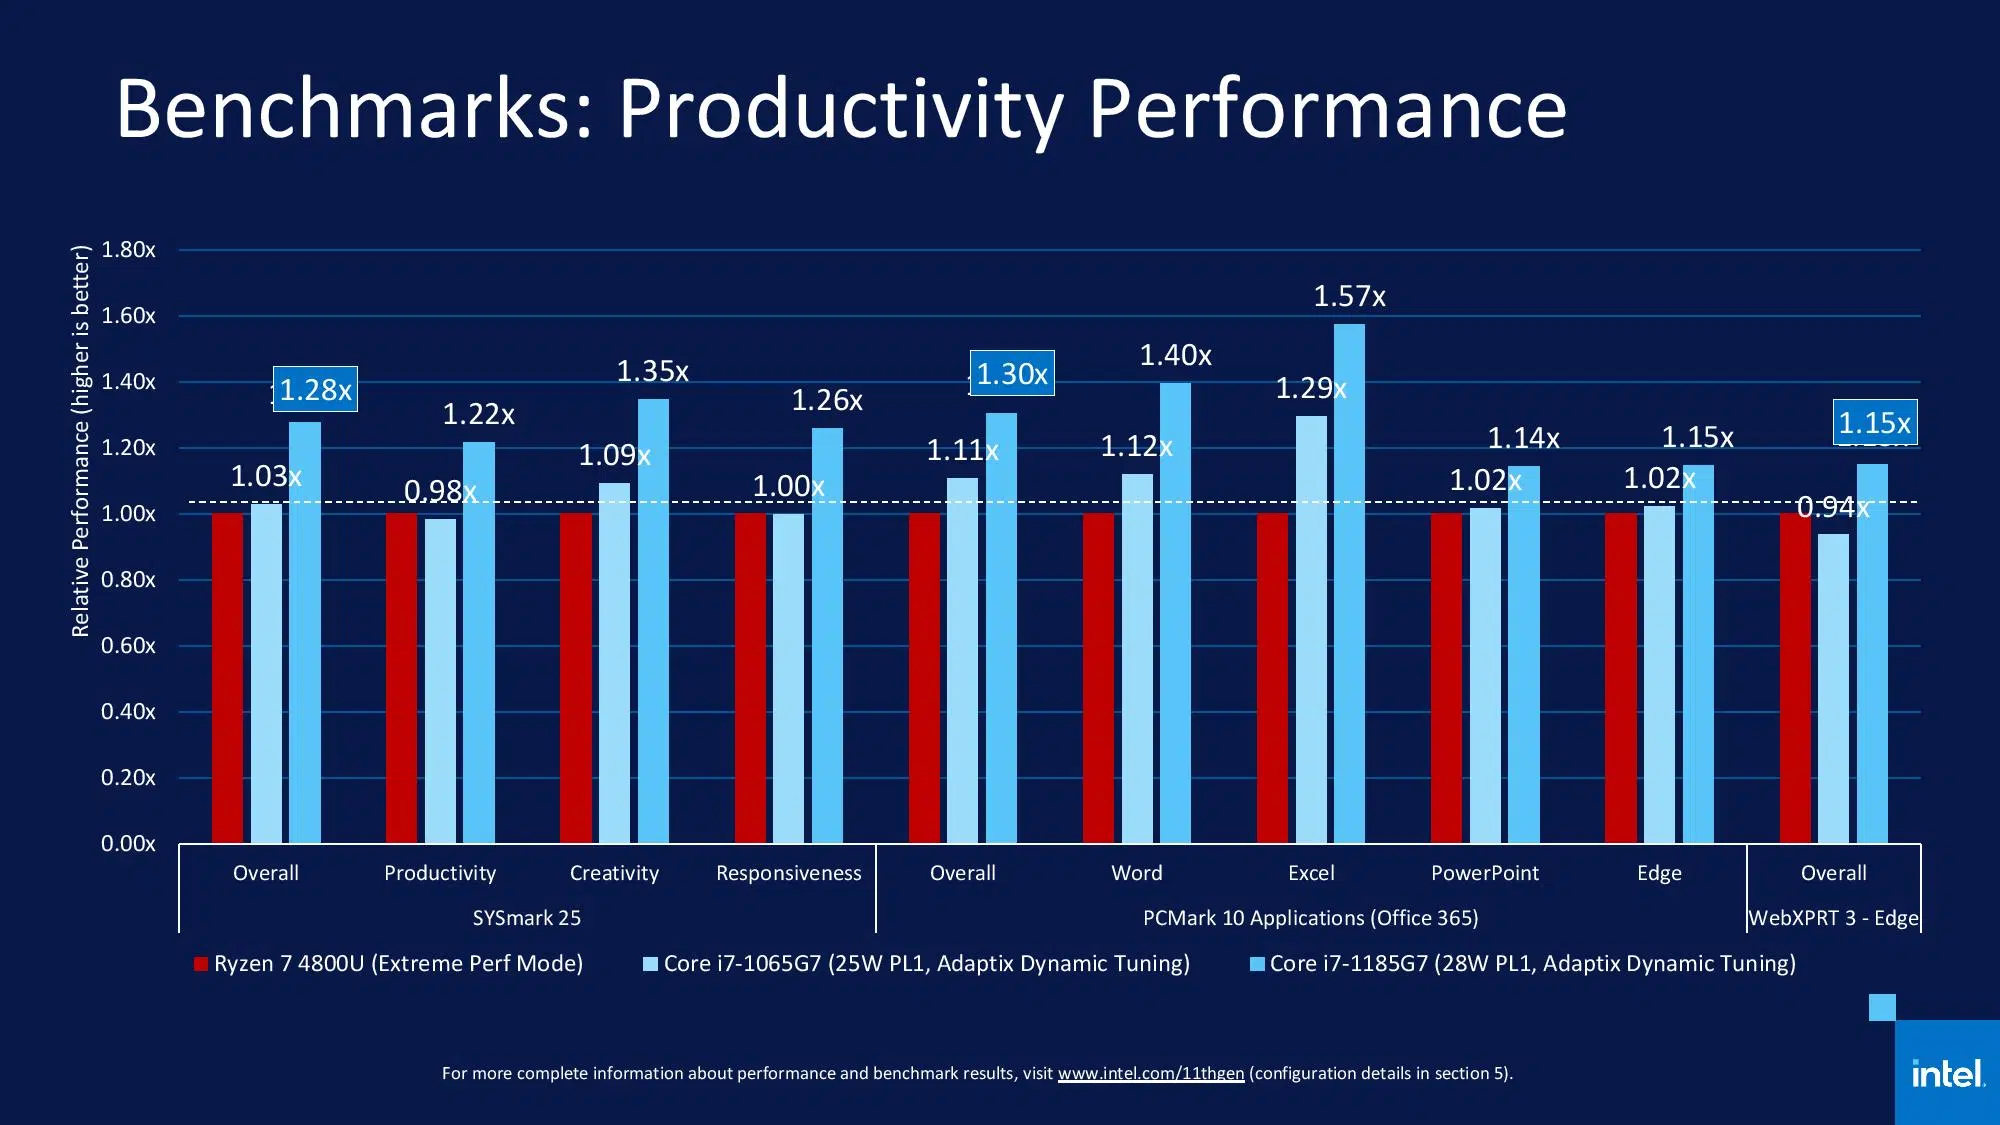 Benchmarks: Productivity Performance
Relative Performance (higher is better)
1.80x
1.60x
1.40x
1.20x
1.00x
0.80x
0.60x
0.40x
0.20x
0.00x
1.03x 1.28x
0.98x 1.22x
1.09x 1.35x
1.00x 1.26x
1.11x 1.30x
1.12x 1.40x
1.29x 1.57x
1.02x 1.14x
1.02x 1.15x
0.94x 1.15x
Overall Productivity Creativity Responsiveness Overall Word Excel PowerPoint Edge Overall
SYSmark 25 PCMark 10 Applications (Office 365) WebXPRT 3 - Edge
Ryzen 7 4800U (Extreme Perf Mode) Core i7-1065G7 (25W PL1, Adaptix Dynamic Tuning) Core i7-1185G7 (28W PL1, Adaptix Dynamic Tuning)
For more complete information about performance and benchmark results, visit www.intel.com/11thgen (configuration details in section 5).
intel.